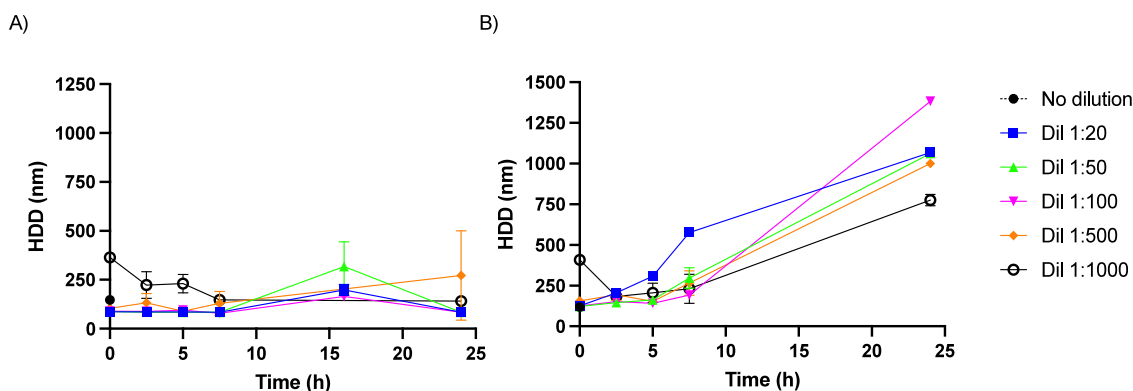 A)
B)
HDD (nm)
1250
1000
750
500
250
0
0 5 10 15 20 25
Time (h)
HDD (nm)
1500
1250
1000
750
500
250
0
0 5 10 15 20 25
Time (h)
No dilution
Dil 1:20
Dil 1:50
Dil 1:100
Dil 1:500
Dil 1:1000